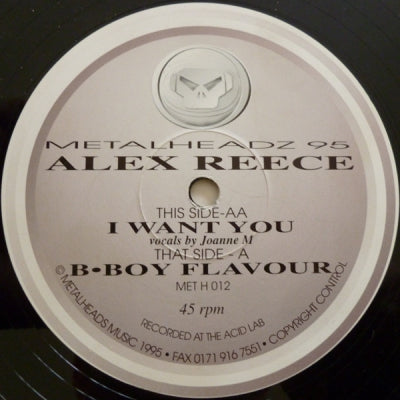 METALHEADZ 95
ALEX REECE
THIS SIDE-AA
I WANT YOU
vocals by Joanne M
THAT SIDE - A
B•BOY FLAVOUR
MET H 012
45 rpm
RECORDED AT THE ACID LAB
© METALHEADS MUSIC 1995 • FAX 0171 916 7551 • COPYRIGHT CONTROL